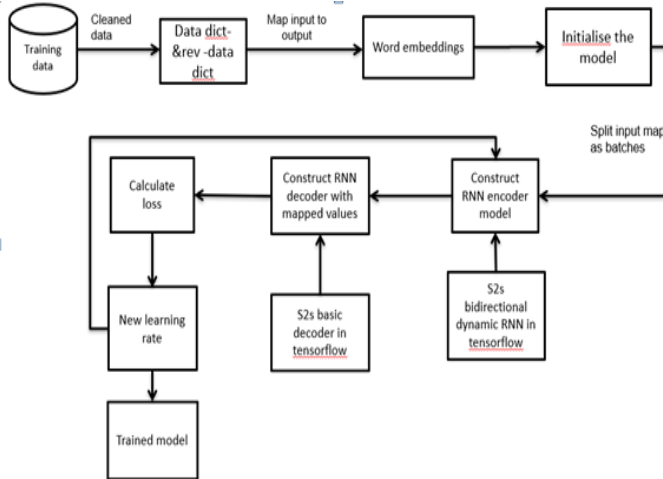 Training
data
Cleaned
data
Data dict-
&rev -data
dict
Map input to
output
Word embeddings
Initialise the
model
Split input map
as batches
Construct
RNN encoder
model
Construct RNN
decoder with
mapped values
Calculate
loss
S2s
bidirectional
dynamic RNN in
tensorflow
S2s basic
decoder in
tensorflow
New learning
rate
Trained model